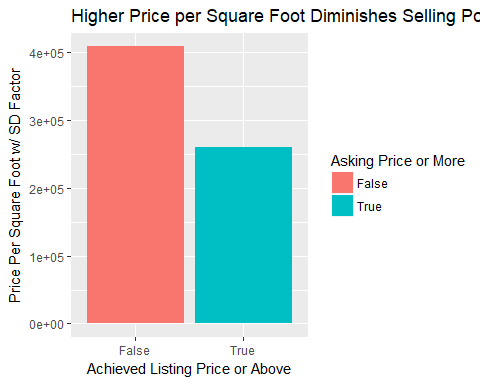 Higher Price per Square Foot Diminishes Selling Po
Price Per Square Foot w/ SD Factor
4e+05
3e+05
2e+05
1e+05
0e+00
False
True
Achieved Listing Price or Above
Asking Price or More
False
True